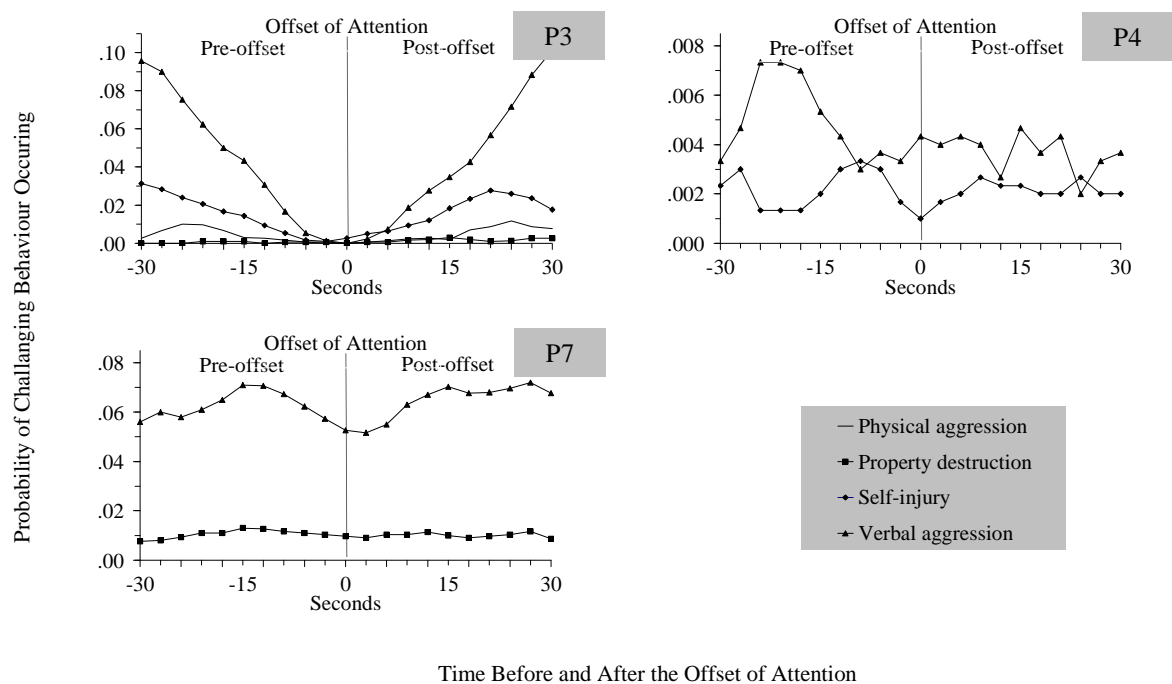 Probability of Challanging Behaviour Occuring
Offset of Attention
Pre-offset
Post-offset
P3
.10
.08
.06
.04
.02
.00
-30
-15
0
15
30
Seconds
Offset of Attention
Pre-offset
Post-offset
P4
.008
.006
.004
.002
.000
-30
-15
0
15
30
Seconds
Offset of Attention
Pre-offset
Post-offset
P7
.08
.06
.04
.02
.00
-30
-15
0
15
30
Seconds
Physical aggression
Property destruction
Self-injury
Verbal aggression
Time Before and After the Offset of Attention